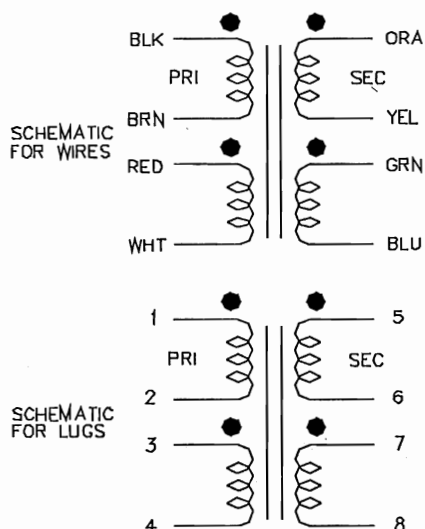 BLK ORA
PRI SEC
BRN YEL
SCHEMATIC
FOR WIRES
RED GRN
WHT BLU
1 5
PRI SEC
2 6
SCHEMATIC
FOR LUGS
3 7
4 8